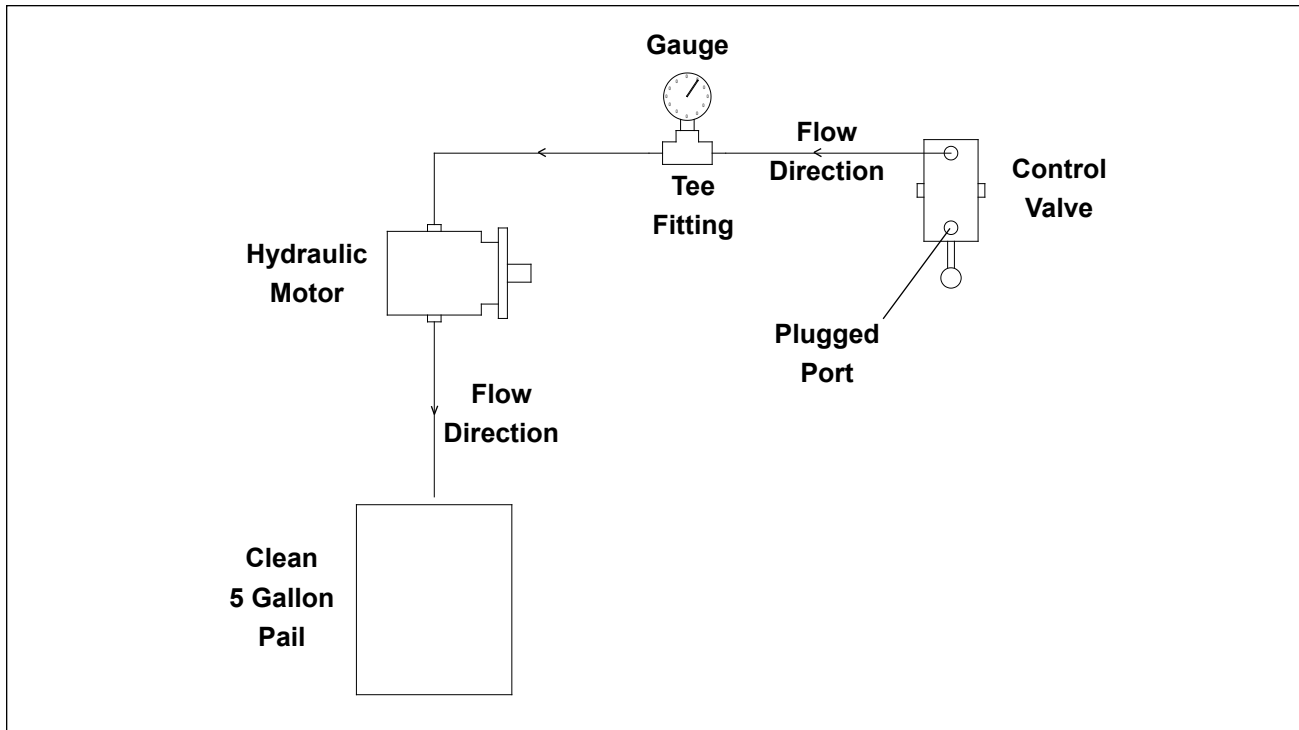 Gauge
Flow
Direction
Control
Valve
Tee
Fitting
Hydraulic
Motor
Plugged
Port
Flow
Direction
Clean
5 Gallon
Pail